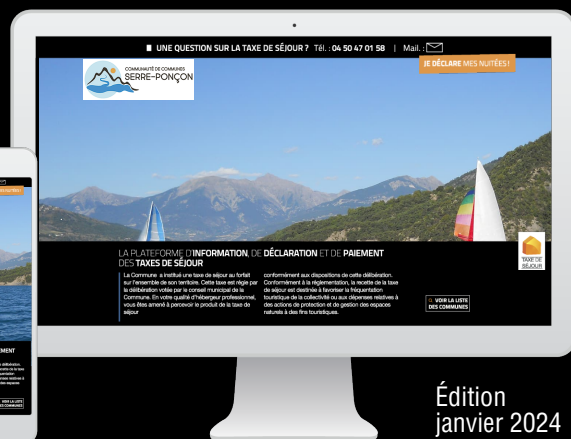 UNE QUESTION SUR LA TAXE DE SÉJOUR ? Tél. : 04 50 47 01 58 | Mail. :
JE DÉCLARE MES NUITÉES !
COMMUNAUTÉ DE COMMUNES
SERRE-PONÇON
LA PLATEFORME D'INFORMATION, DE DÉCLARATION ET DE PAIEMENT
DES TAXES DE SÉJOUR
La Commune a institué une taxe de séjour au forfait
sur l'ensemble de son territoire. Cette taxe est régie par
la délibération votée par le conseil municipal de la
Commune. En votre qualité d'hébergeur professionnel,
vous êtes amené à percevoir le produit de la taxe de
séjour
conformément aux dispositions de cette délibération.
Conformément à la réglementation, la recette de la taxe
de séjour est destinée à favoriser la fréquentation
touristique de la collectivité ou aux dépenses relatives à
des actions de protection et de gestion des espaces
naturels à des fins touristiques.
TAXE DE
SÉJOUR
VOIR LA LISTE
DES COMMUNES
Édition
janvier 2024